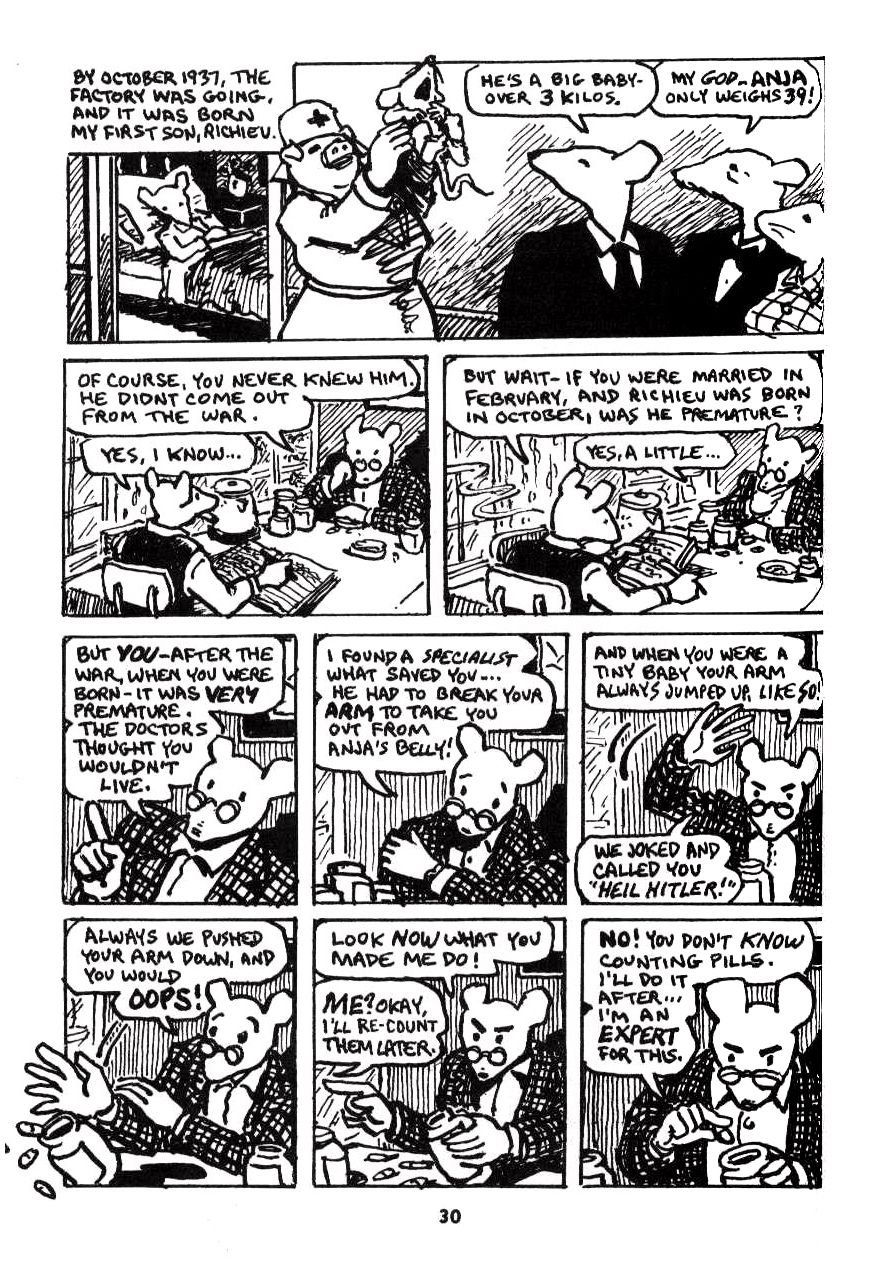 BY OCTOBER 1937, THE
FACTORY WAS GOING,
AND IT WAS BORN
MY FIRST SON, RICHIEU.
HE'S A BIG BABY-
OVER 3 KILOS.
MY GOD- ANJA
ONLY WEIGHS 39!
OF COURSE, YOU NEVER KNEW HIM.
HE DIDNT COME OUT
FROM THE WAR.
YES, I KNOW...
BUT WAIT- IF YOU WERE MARRIED IN
FEBRUARY, AND RICHIEU WAS BORN
IN OCTOBER, WAS HE PREMATURE?
YES, A LITTLE...
BUT YOU-AFTER THE
WAR, WHEN YOU WERE
BORN- IT WAS VERY
PREMATURE.
THE DOCTORS
THOUGHT YOU
WOULDN'T
LIVE.
I FOUND A SPECIALIST
WHAT SAVED YOU....
HE HAD TO BREAK YOUR
ARM TO TAKE YOU
OUT FROM
ANJA'S BELLY!
AND WHEN YOU WERE A
TINY BABY YOUR ARM
ALWAYS JUMPED UP, LIKE SO!
WE JOKED AND
CALLED YOU
"HEIL HITLER!"
ALWAYS WE PUSHED
YOUR ARM DOWN, AND
YOU WOULD
OOPS!
LOOK NOW WHAT YOU
MADE ME DO!
ME? OKAY,
I'LL RE-COUNT
THEM LATER.
NO! YOU DON'T KNOW
COUNTING PILLS.
I'LL DO IT
AFTER...
I'M AN
EXPERT
FOR THIS.
30